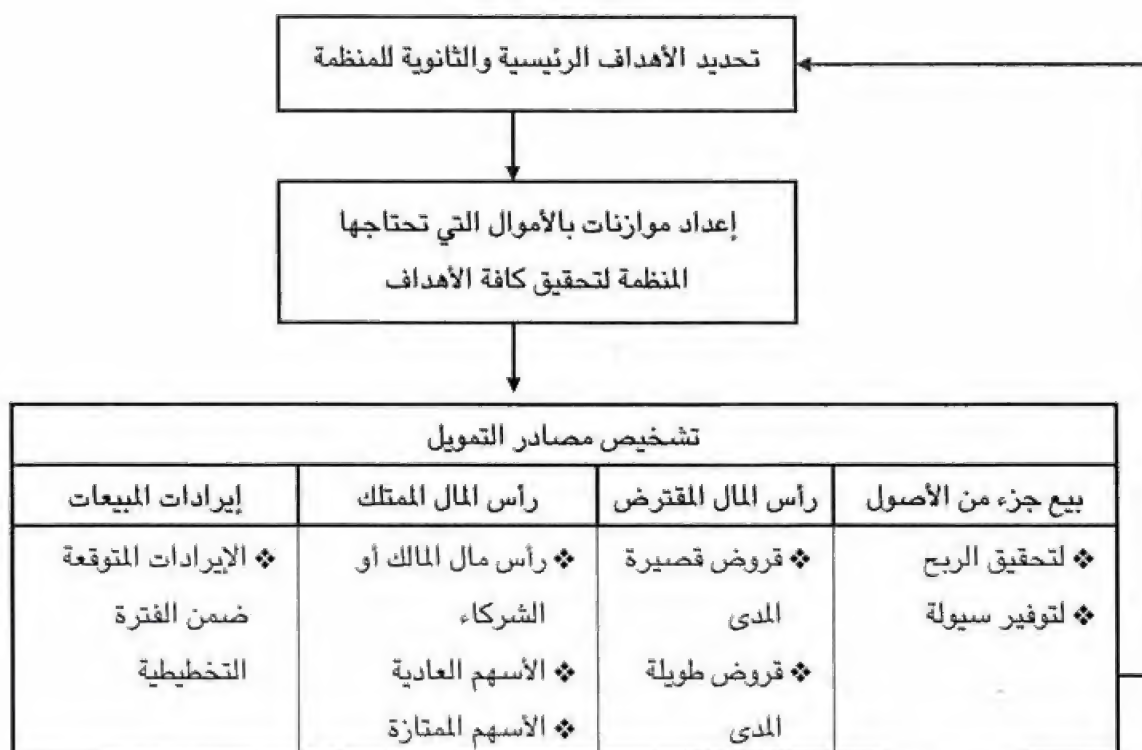 تحديد الأهداف الرئيسية والثانوية للمنظمة
إعداد موازنات بالأموال التي تحتاجها
المنظمة لتحقيق كافة الأهداف
تشخيص مصادر التمويل
بيع جزء من الأصول
❖ لتحقيق الربح
❖ لتوفير سيولة
رأس المال المقترض
❖ قروض قصيرة
المدى
❖ قروض طويلة
المدى
رأس المال الممتلك
❖ رأس مال المالك أو
الشركاء
❖ الأسهم العادية
❖ الأسهم الممتازة
إيرادات المبيعات
❖ الإيرادات المتوقعة
ضمن الفترة
التخطيطية